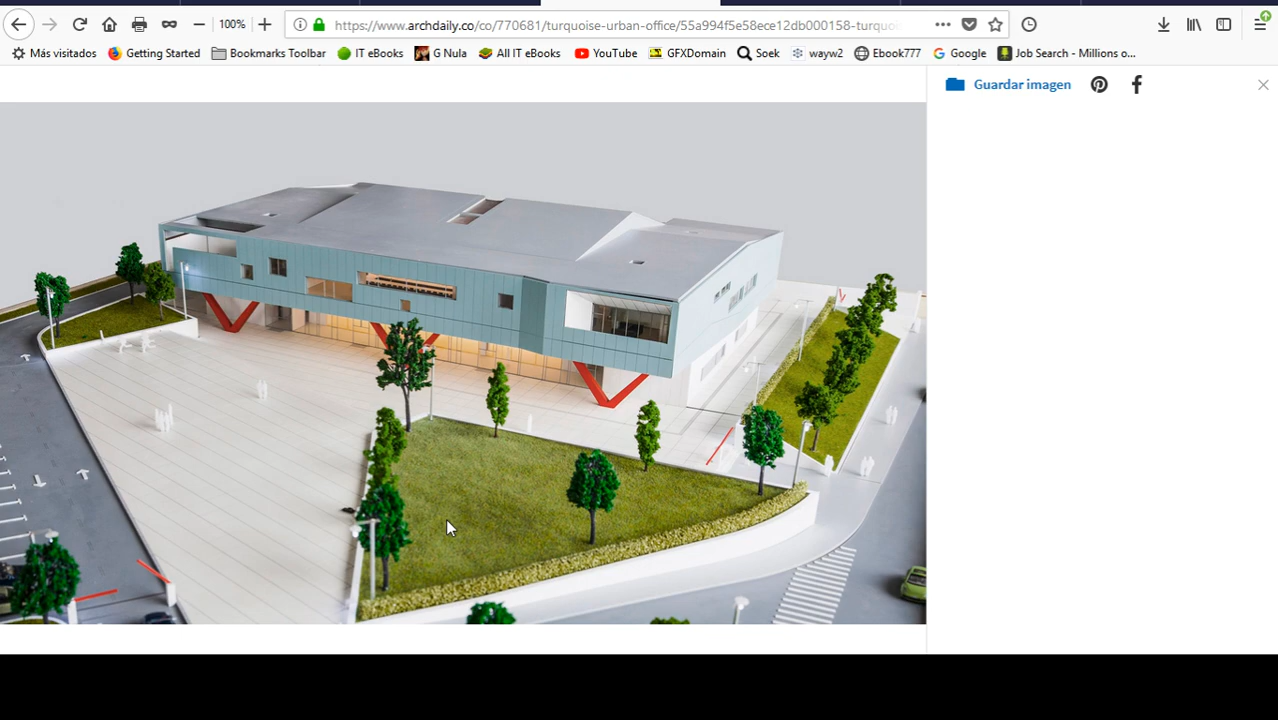 100%
https://www.archdaily.co/co/770681/turquoise-urban-office/55a994f5e58ece12db000158-turquo
Más visitados Getting Started Bookmarks Toolbar IT eBooks G Nula All IT eBooks YouTube GFXDomain Soek wayw2 Ebook777 Google Job Search - Millions o...
Guardar imagen